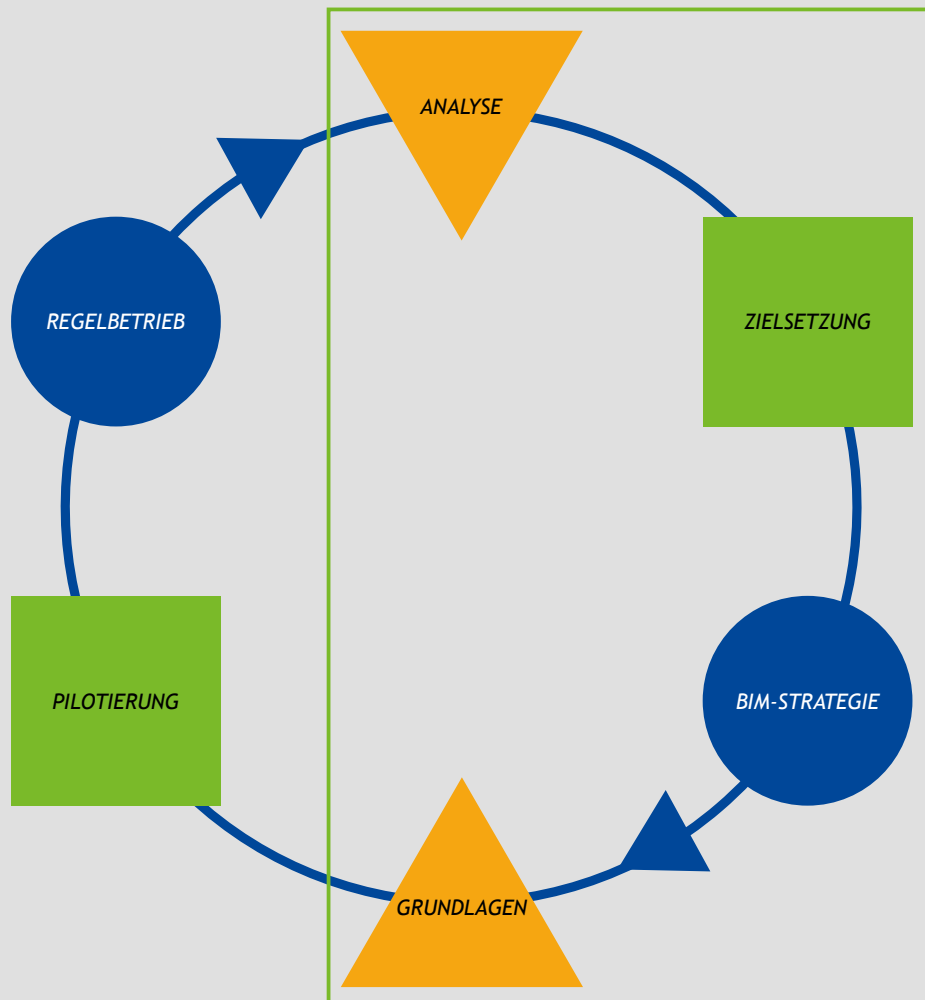 ANALYSE
REGELBETRIEB
ZIELSETZUNG
PILOTIERUNG
BIM-STRATEGIE
GRUNDLAGEN